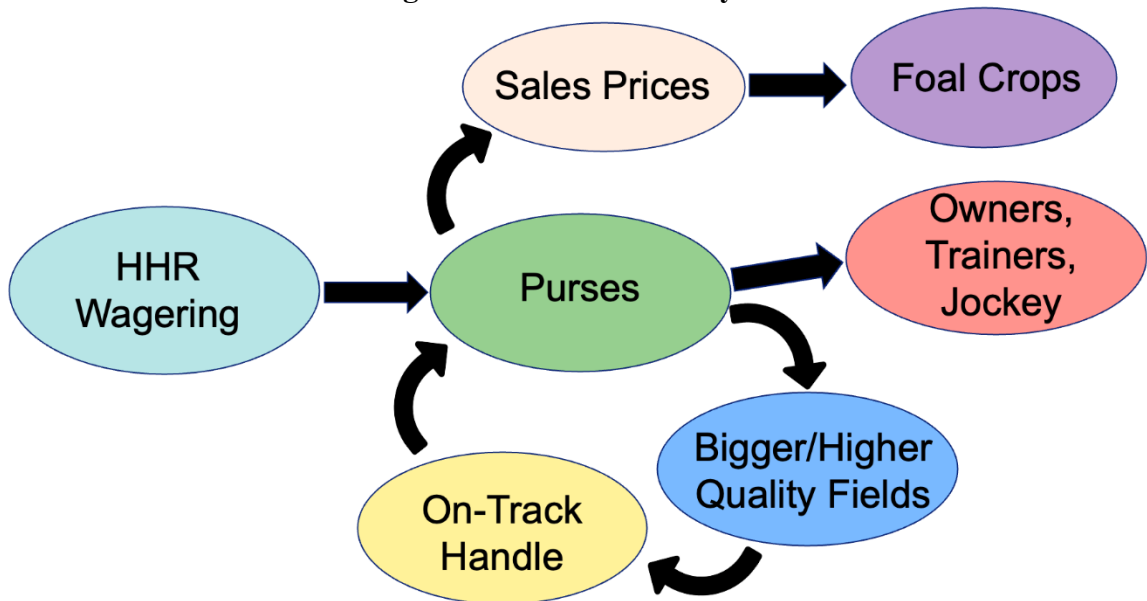 Sales Prices
Foal Crops
HHR
Wagering
Purses
Owners,
Trainers,
Jockey
Bigger/Higher
Quality Fields
On-Track
Handle